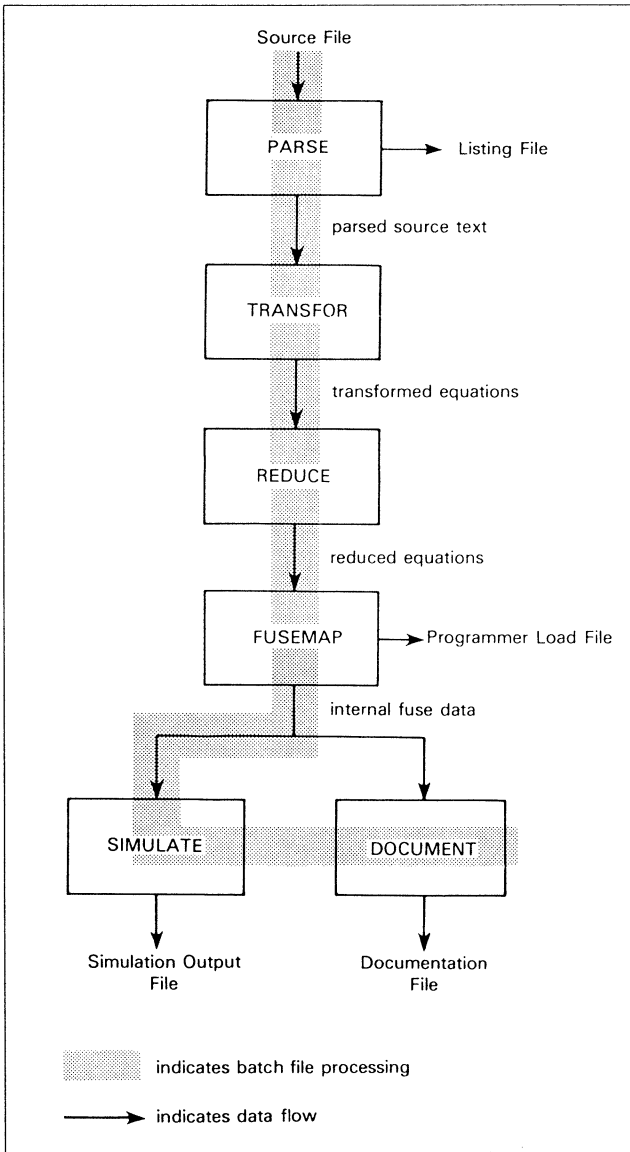 Source File
PARSE
Listing File
parsed source text
TRANSFOR
transformed equations
REDUCE
reduced equations
FUSEMAP
Programmer Load File
internal fuse data
SIMULATE
DOCUMENT
Simulation Output
File
Documentation
File
indicates batch file processing
indicates data flow